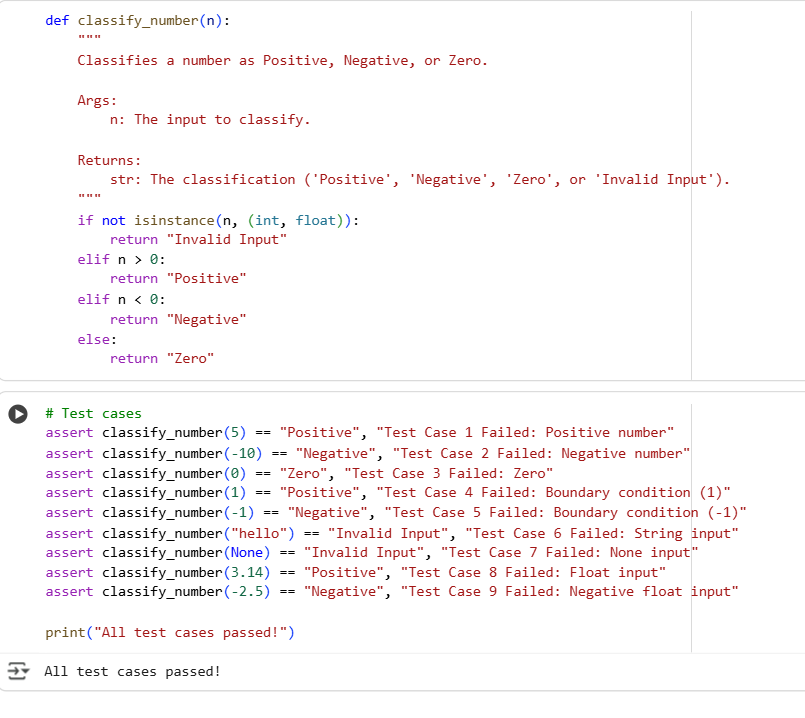 def classify_number(n):
    """
    Classifies a number as Positive, Negative, or Zero.

    Args:
        n: The input to classify.

    Returns:
        str: The classification ('Positive', 'Negative', 'Zero', or 'Invalid Input').
    """
    if not isinstance(n, (int, float)):
        return "Invalid Input"
    elif n > 0:
        return "Positive"
    elif n < 0:
        return "Negative"
    else:
        return "Zero"

# Test cases
assert classify_number(5) == "Positive", "Test Case 1 Failed: Positive number"
assert classify_number(-10) == "Negative", "Test Case 2 Failed: Negative number"
assert classify_number(0) == "Zero", "Test Case 3 Failed: Zero"
assert classify_number(1) == "Positive", "Test Case 4 Failed: Boundary condition (1)"
assert classify_number(-1) == "Negative", "Test Case 5 Failed: Boundary condition (-1)"
assert classify_number("hello") == "Invalid Input", "Test Case 6 Failed: String input"
assert classify_number(None) == "Invalid Input", "Test Case 7 Failed: None input"
assert classify_number(3.14) == "Positive", "Test Case 8 Failed: Float input"
assert classify_number(-2.5) == "Negative", "Test Case 9 Failed: Negative float input"

print("All test cases passed!")
All test cases passed!